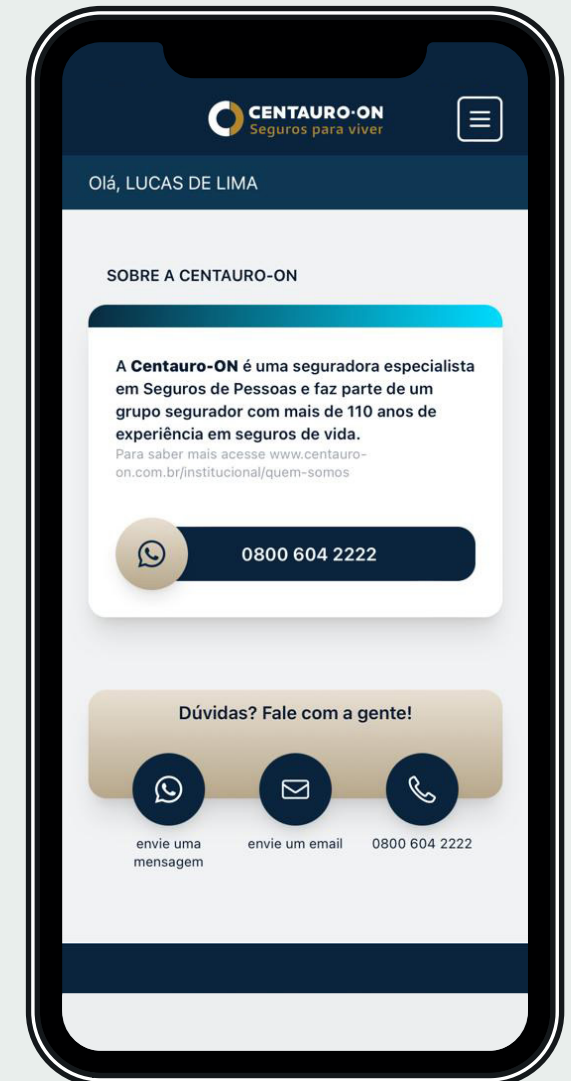 CENTAURO·ON
Seguros para viver
Olá, LUCAS DE LIMA
SOBRE A CENTAURO-ON
A Centauro-ON é uma seguradora especialista
em Seguros de Pessoas e faz parte de um
grupo segurador com mais de 110 anos de
experiência em seguros de vida.
Para saber mais acesse www.centauro-
on.com.br/institucional/quem-somos
0800 604 2222
Dúvidas? Fale com a gente!
envie uma
mensagem
envie um email
0800 604 2222